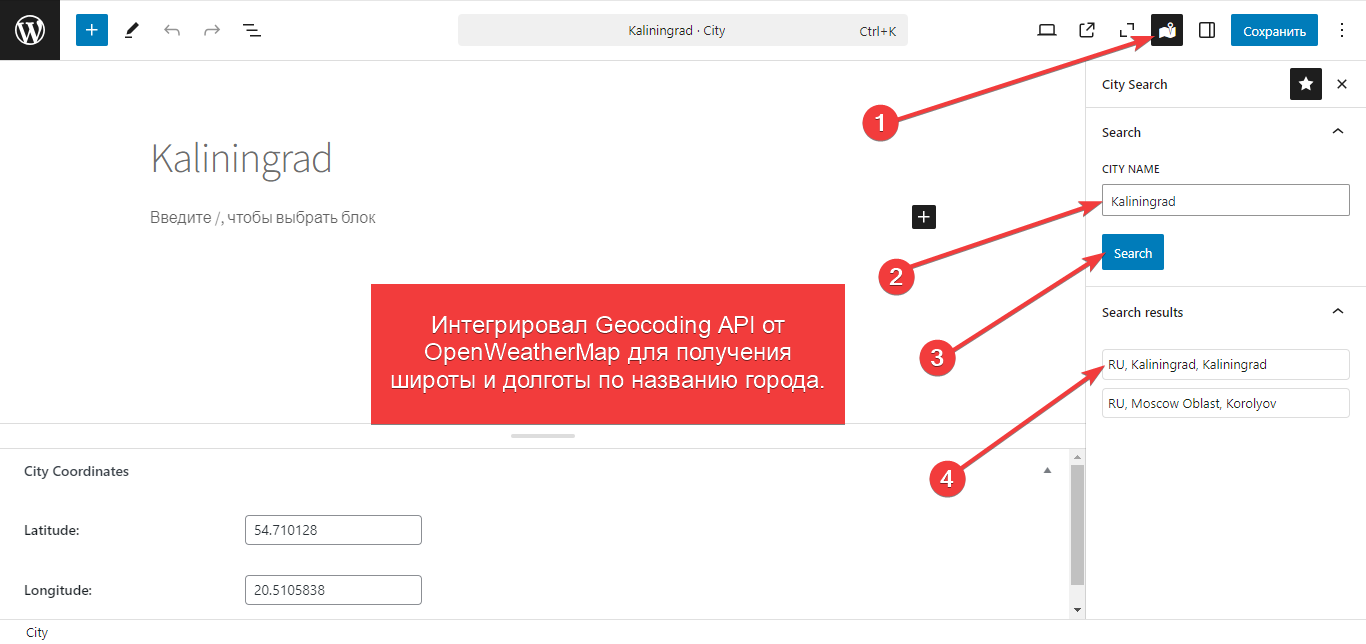 Kaliningrad · City
Ctrl+K
Сохранить
City Search
1
Search
Kaliningrad
CITY NAME
Kaliningrad
Введите /, чтобы выбрать блок
Search
2
Search results
Интегрировал Geocoding API от
OpenWeatherMap для получения
широты и долготы по названию города.
3
RU, Kaliningrad, Kaliningrad
RU, Moscow Oblast, Korolyov
4
City Coordinates
Latitude:
54.710128
Longitude:
20.5105838
City